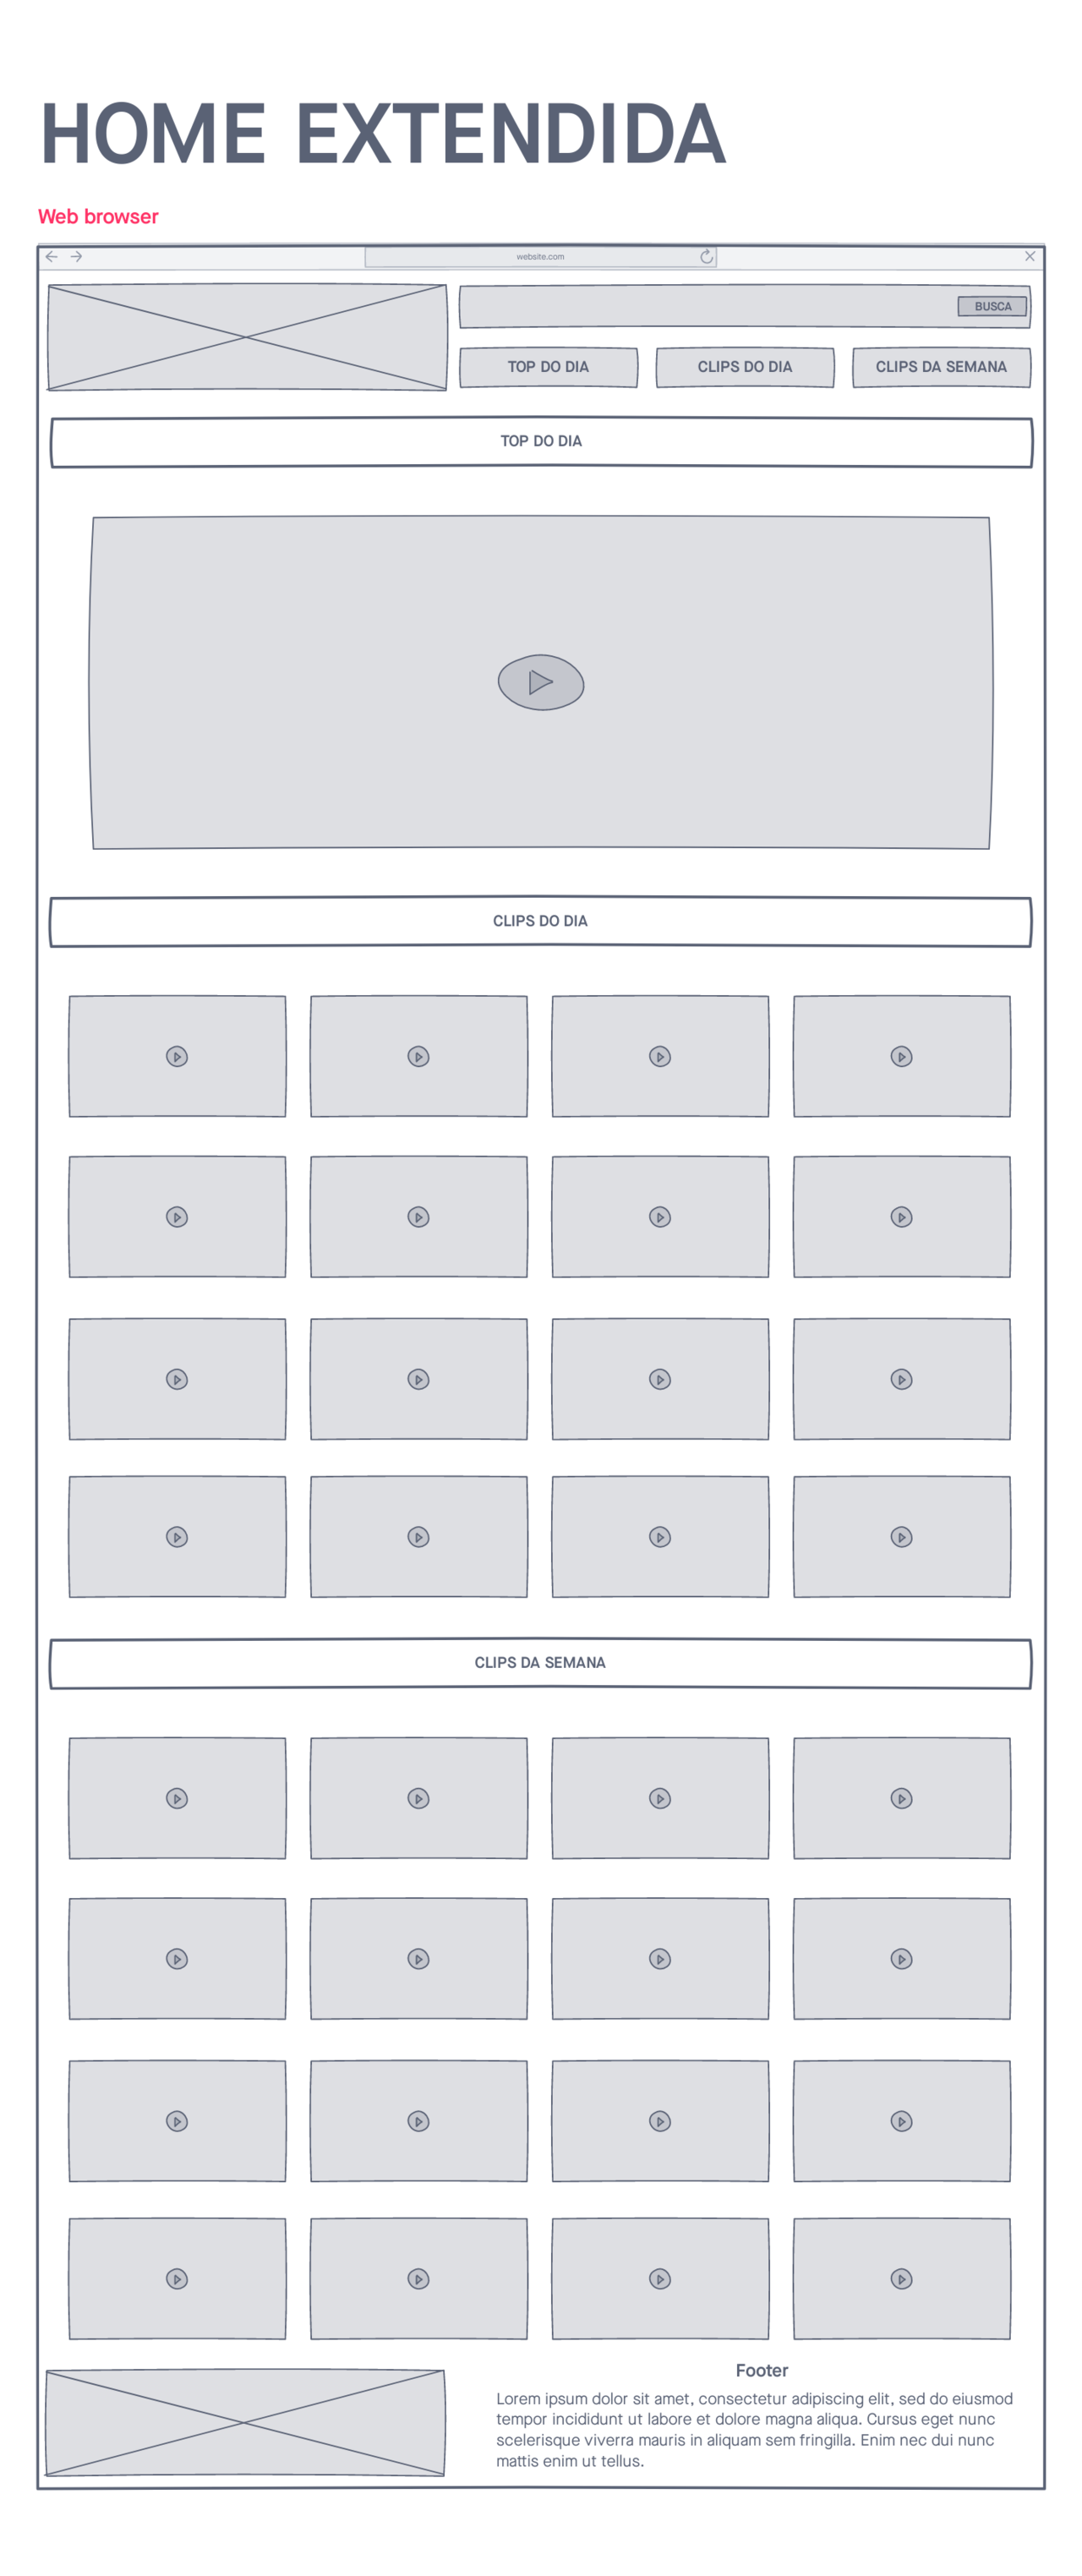 HOME EXTENDIDA
Web browser
website.com
BUSCA
TOP DO DIA
CLIPS DO DIA
CLIPS DA SEMANA
TOP DO DIA
CLIPS DO DIA
CLIPS DA SEMANA
Footer
Lorem ipsum dolor sit amet, consectetur adipiscing elit, sed do eiusmod
tempor incididunt ut labore et dolore magna aliqua. Cursus eget nunc
scelerisque viverra mauris in aliquam sem fringilla. Enim nec dui nunc
mattis enim ut tellus.